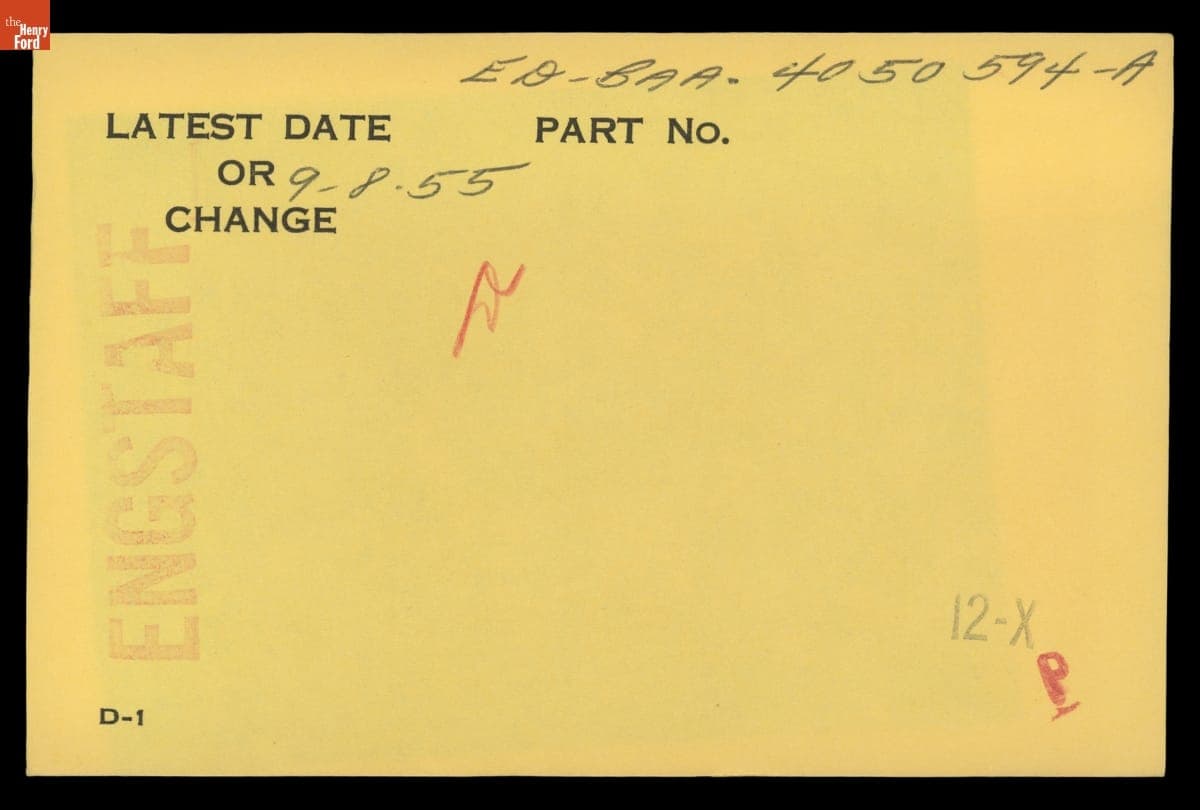 the
Henry
Ford
ED-BAA. 4050594-A
LATEST DATE PART No.
OR 9-8.55
CHANGE
ENGSTAFF
12-X
D-1